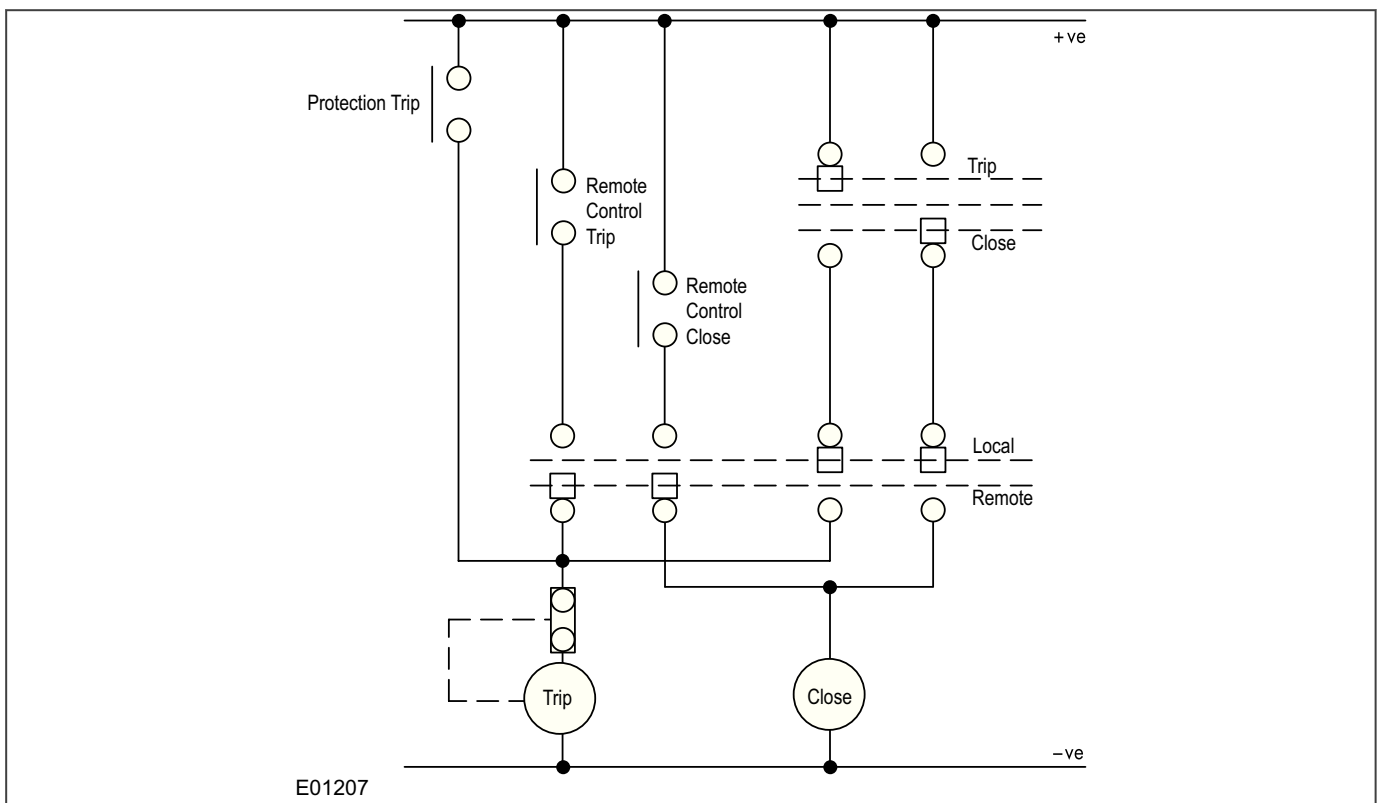 +ve
Protection Trip
Trip
Remote
Control
Trip
Close
Remote
Control
Close
Local
Remote
Trip
Close
−ve
E01207